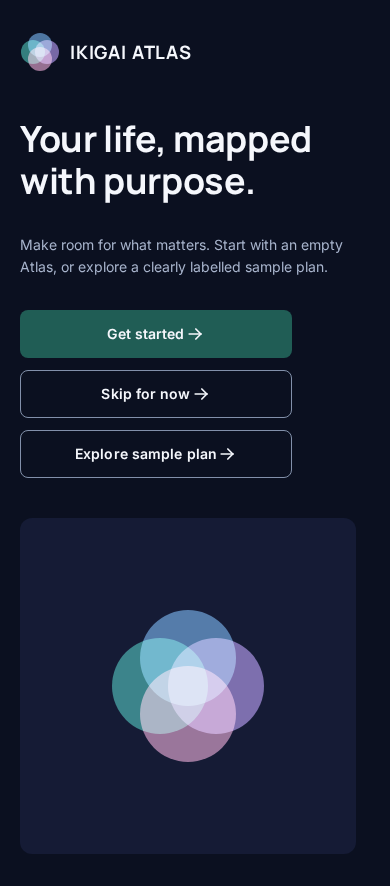 IKIGAI ATLAS
Your life, mapped
with purpose.
Make room for what matters. Start with an empty
Atlas, or explore a clearly labelled sample plan.
Get started →
Skip for now →
Explore sample plan →